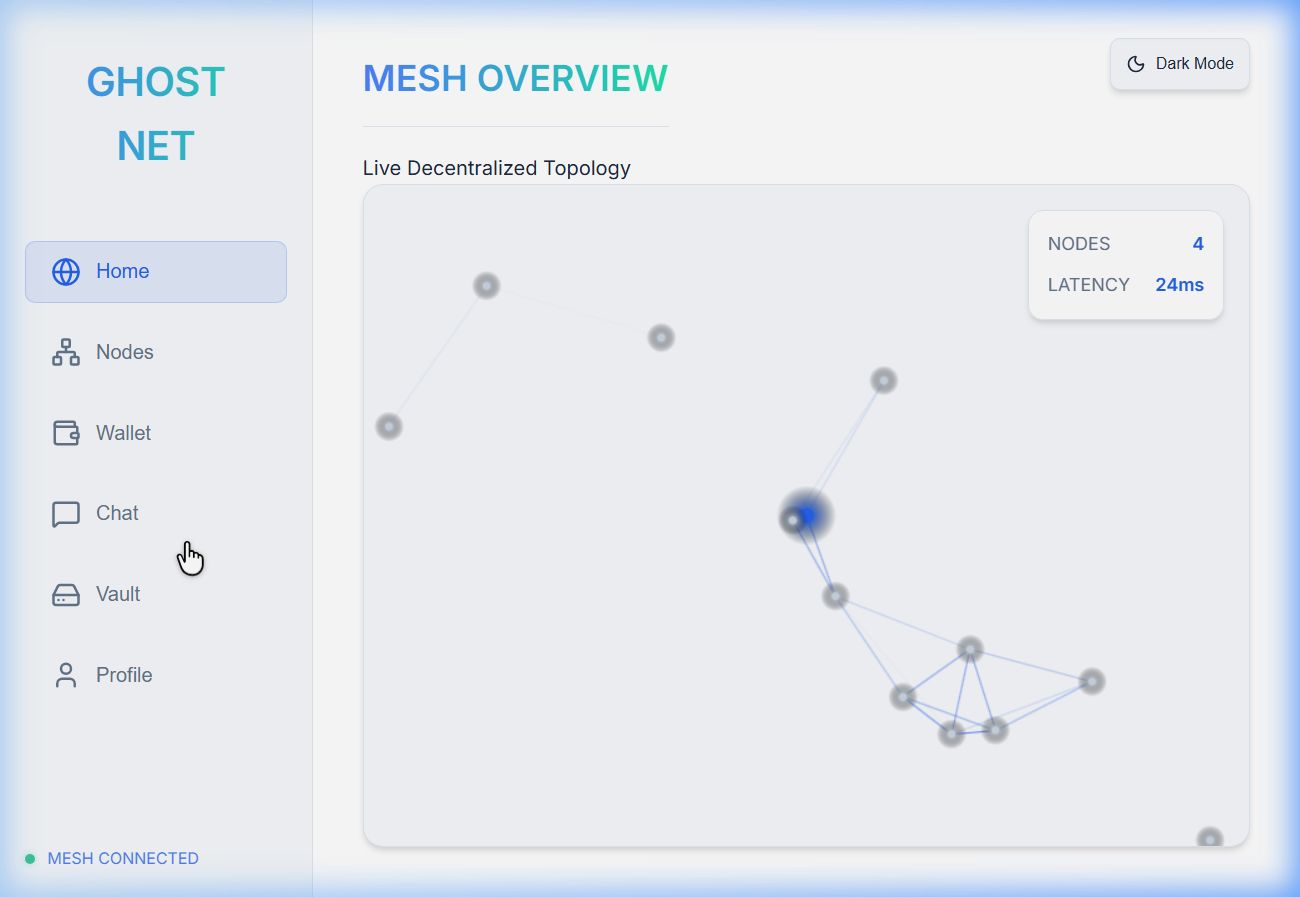 GHOST
NET
Home
Nodes
Wallet
Chat
Vault
Profile
MESH CONNECTED
MESH OVERVIEW
Dark Mode
Live Decentralized Topology
NODES 4
LATENCY 24ms